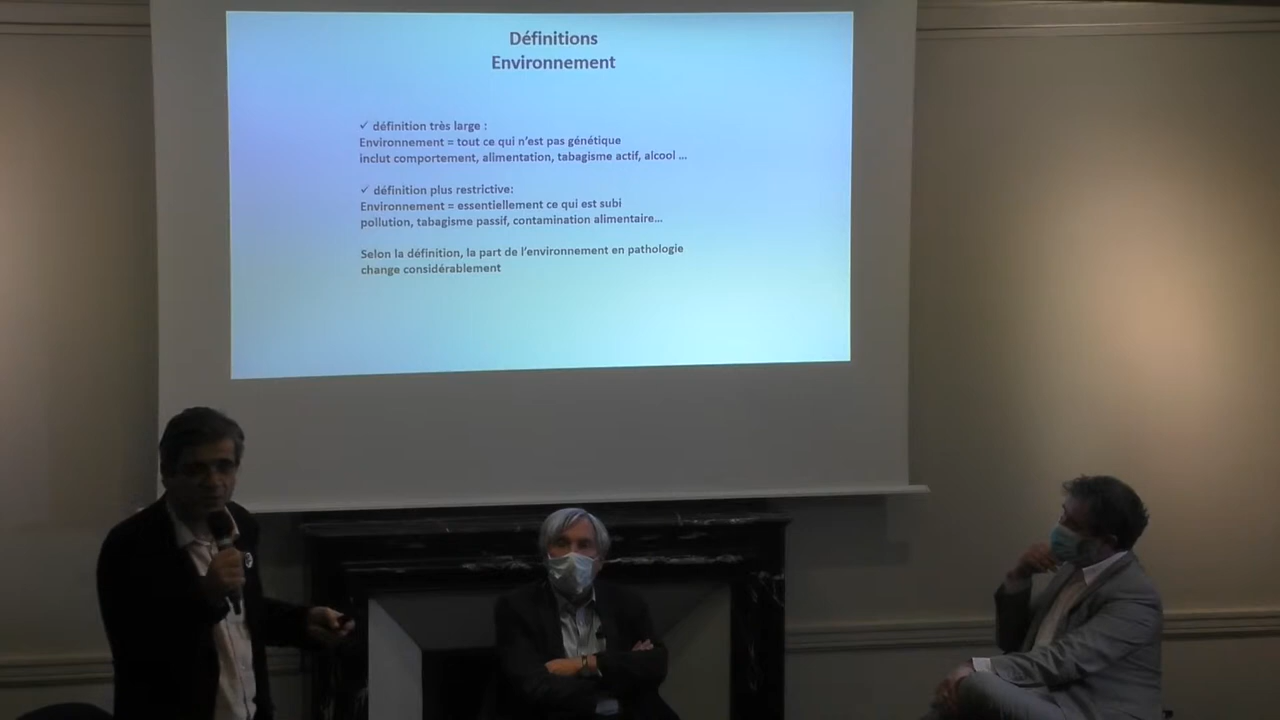 Définitions
Environnement
✓ définition très large :
Environnement = tout ce qui n'est pas génétique
inclut comportement, alimentation, tabagisme actif, alcool ...
✓ définition plus restrictive:
Environnement = essentiellement ce qui est subi
pollution, tabagisme passif, contamination alimentaire...
Selon la définition, la part de l'environnement en pathologie
change considérablement